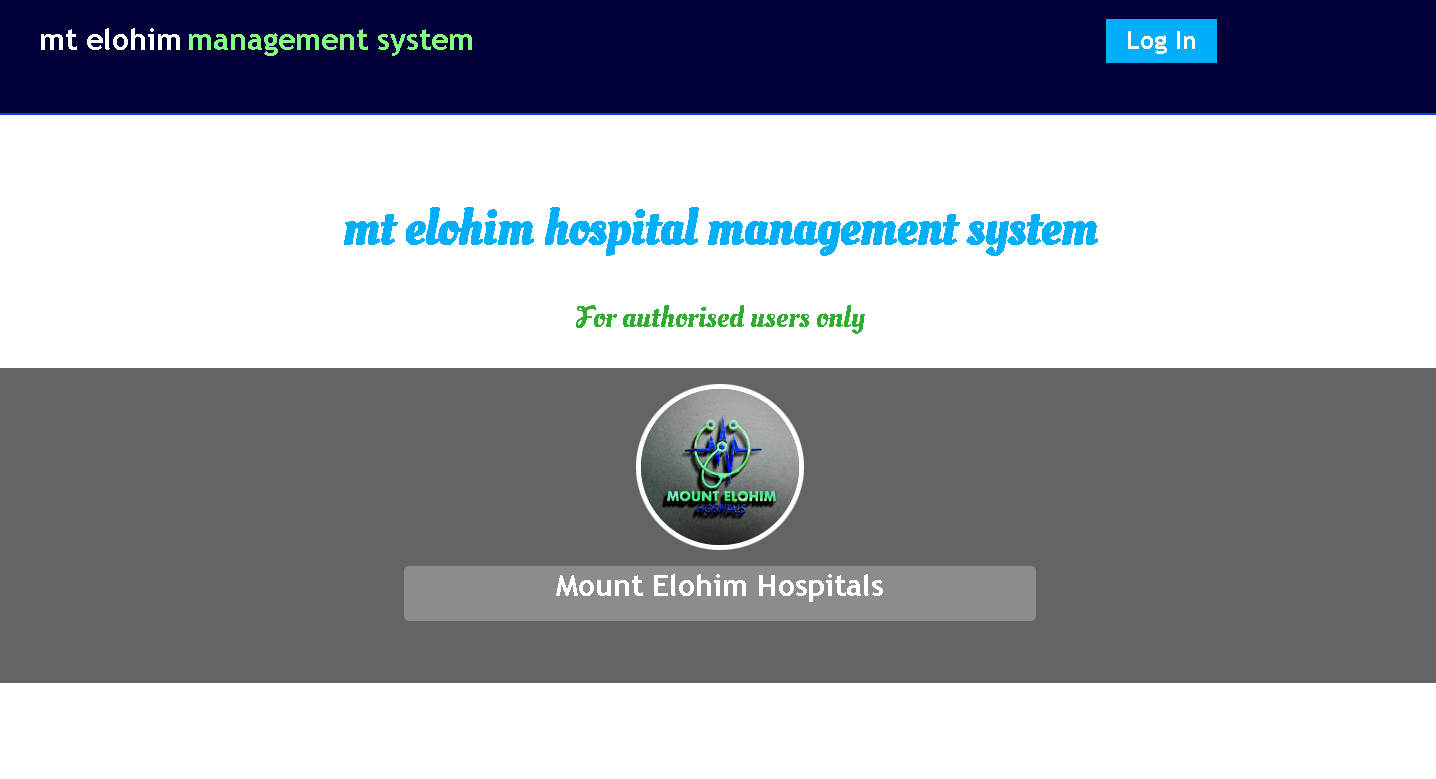 mt elohim management system
Log In
mt elohim hospital management system
For authorised users only
MOUNT ELOHIM
HOSPITALS
Mount Elohim Hospitals